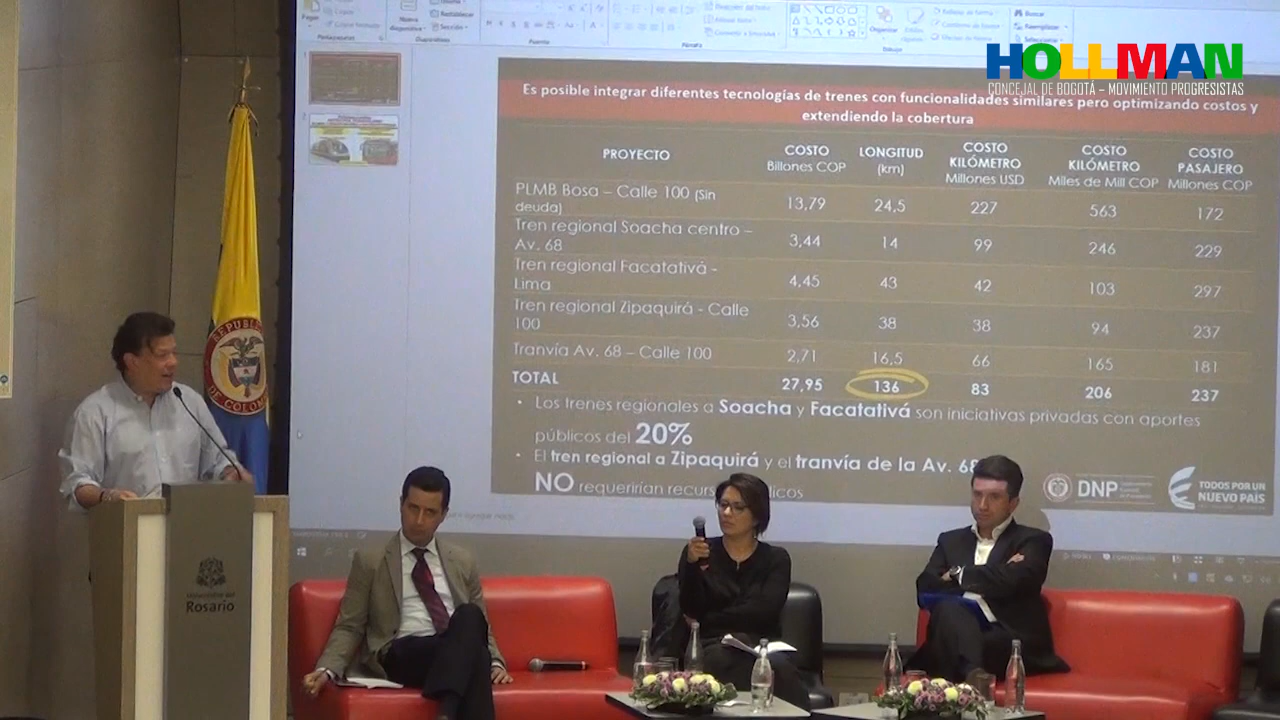 HOLLMAN
CONCEJAL DE BOGOTÁ – MOVIMIENTO PROGRESISTAS
Es posible integrar diferentes tecnologías de trenes con funcionalidades similares pero optimizando costos y
extendiendo la cobertura
PROYECTO COSTO Billones COP LONGITUD (km) COSTO KILÓMETRO Millones USD COSTO KILÓMETRO Miles de Mill COP COSTO PASAJERO Millones COP
PLMB Bosa – Calle 100 (Sin deuda) 13,79 24,5 227 563 172
Tren regional Soacha centro – Av. 68 3,44 14 99 246 229
Tren regional Facatativá - Lima 4,45 43 42 103 297
Tren regional Zipaquirá - Calle 100 3,56 38 38 94 237
Tranvía Av. 68 – Calle 100 2,71 16,5 66 165 181
TOTAL 27,95 136 83 206 237
• Los trenes regionales a Soacha y Facatativá son iniciativas privadas con aportes
públicos del 20%
• El tren regional a Zipaquirá y el tranvía de la Av. 68
NO requerirían
DNP
TODOS POR UN
NUEVO PAÍS
REPUBLICA
DE COLOM
Universidad del
Rosario